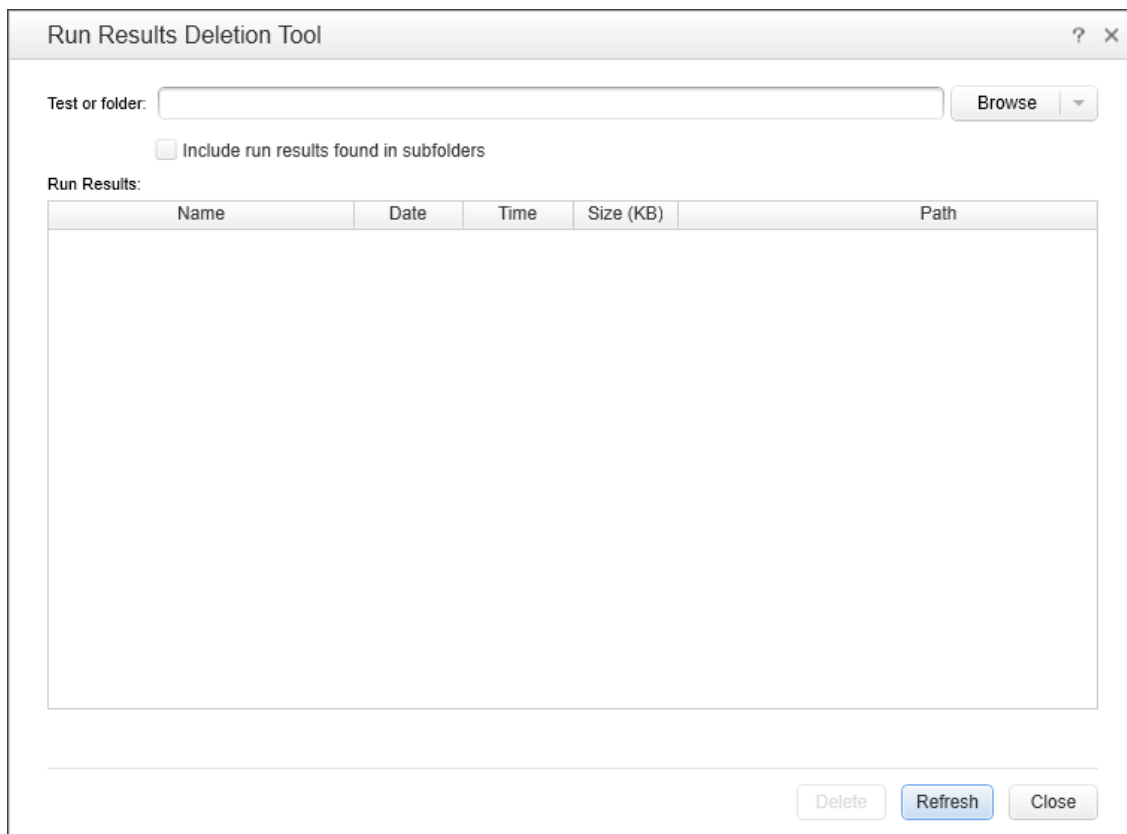 Run Results Deletion Tool ? ×
Test or folder: Browse
Include run results found in subfolders
Run Results:
Name Date Time Size (KB) Path
Delete Refresh Close